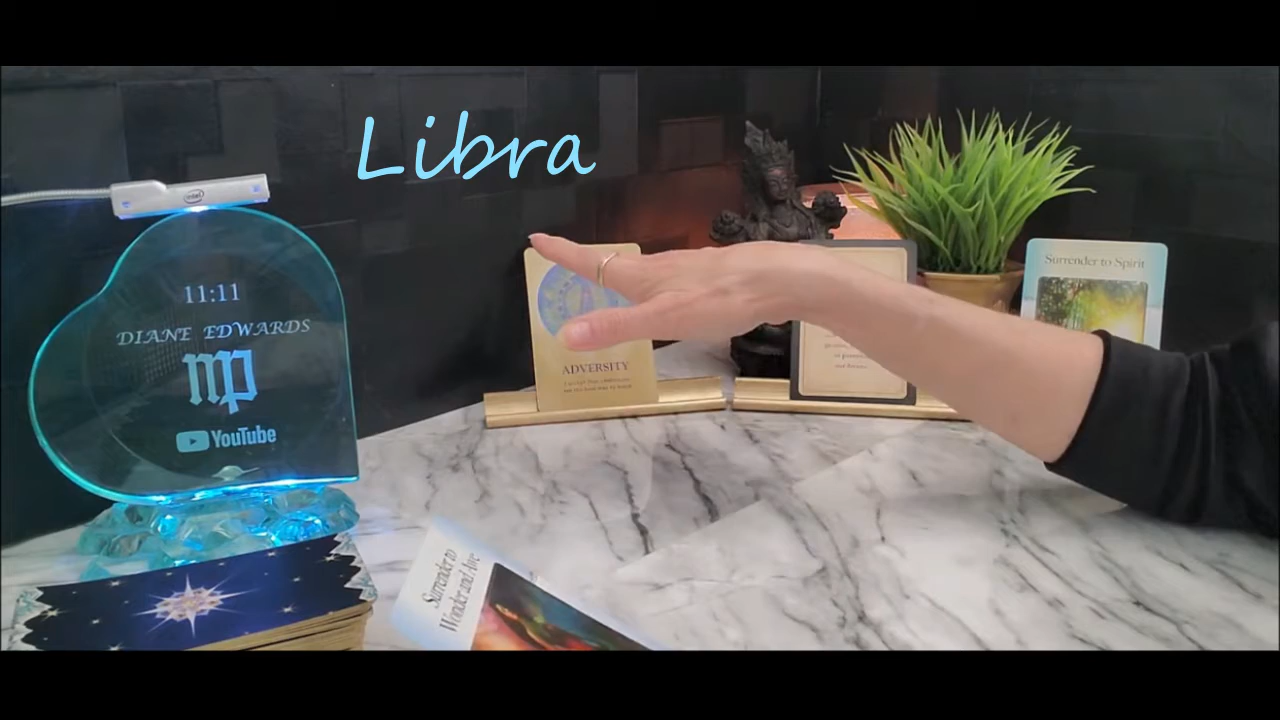 Libra
intel
11:11
DIANE EDWARDS
YouTube
ADVERSITY
Surrender to Spirit
Surrender to
Wonder and Awe